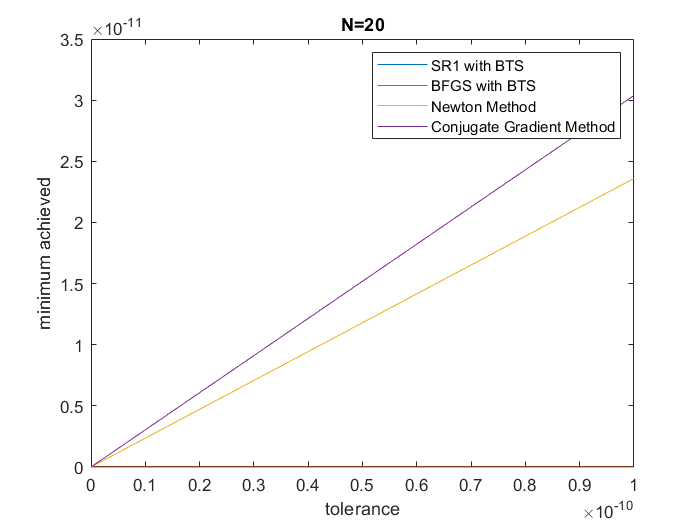 N=20
×10⁻¹¹
3.5
3
2.5
2
1.5
1
0.5
0
minimum achieved
SR1 with BTS
BFGS with BTS
Newton Method
Conjugate Gradient Method
0 0.1 0.2 0.3 0.4 0.5 0.6 0.7 0.8 0.9 1
tolerance
×10⁻¹⁰